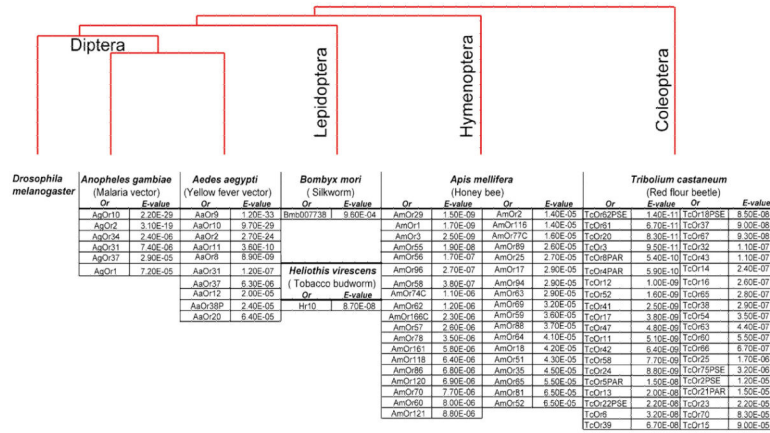 Diptera
Lepidoptera
Hymenoptera
Coleoptera
Drosophila
melanogaster
Anopheles gambiae
(Malaria vector)
Or E-value
AgOr10 2.20E-29
AgOr2 3.10E-19
AgOr34 2.40E-06
AgOr31 7.40E-06
AgOr37 2.90E-05
AgOr1 7.20E-05
Aedes aegypti
(Yellow fever vector)
Or E-value
AaOr9 1.20E-33
AaOr10 9.70E-29
AaOr2 2.70E-24
AaOr11 3.60E-10
AaOr8 8.90E-09
AaOr31 1.20E-07
AaOr37 6.30E-06
AaOr12 2.00E-05
AaOr38P 2.40E-05
AaOr20 6.40E-05
Bombyx mori
( Silkworm)
Or E-value
Bmb007738 9.60E-04
Heliothis virescens
( Tobacco budworm)
Or E-value
Hr10 8.70E-08
Apis mellifera
(Honey bee)
Or E-value Or E-value
AmOr29 1.50E-09 AmOr2 1.40E-05
AmOr1 1.70E-09 AmOr116 1.40E-05
AmOr3 2.50E-09 AmOr77C 1.60E-05
AmOr55 1.90E-08 AmOr89 2.60E-05
AmOr56 1.70E-07 AmOr25 2.70E-05
AmOr96 2.70E-07 AmOr17 2.90E-05
AmOr58 3.80E-07 AmOr94 2.90E-05
AmOr74C 1.10E-06 AmOr63 2.90E-05
AmOr62 1.20E-06 AmOr69 3.20E-05
AmOr166C 2.30E-06 AmOr59 3.60E-05
AmOr57 2.60E-06 AmOr88 3.70E-05
AmOr78 3.50E-06 AmOr64 4.10E-05
AmOr161 5.80E-06 AmOr18 4.20E-05
AmOr118 6.40E-06 AmOr51 4.30E-05
AmOr86 6.80E-06 AmOr35 4.50E-05
AmOr120 6.90E-06 AmOr65 5.50E-05
AmOr70 7.70E-06 AmOr81 6.50E-05
AmOr60 8.00E-06 AmOr52 6.50E-05
AmOr121 8.80E-06
Tribolium castaneum
(Red flour beetle)
Or E-value Or E-value
TcOr62PSE 1.40E-11 TcOr18PSE 8.50E-08
TcOr61 6.70E-11 TcOr37 9.00E-08
TcOr20 8.30E-11 TcOr67 9.30E-08
TcOr3 9.50E-11 TcOr32 1.10E-07
TcOr8PAR 5.40E-10 TcOr43 1.10E-07
TcOr4PAR 5.90E-10 TcOr14 2.40E-07
TcOr12 1.00E-09 TcOr16 2.60E-07
TcOr52 1.60E-09 TcOr65 2.80E-07
TcOr41 2.50E-09 TcOr38 2.90E-07
TcOr17 3.80E-09 TcOr54 3.50E-07
TcOr47 4.80E-09 TcOr63 4.40E-07
TcOr11 5.10E-09 TcOr60 5.50E-07
TcOr42 6.40E-09 TcOr66 6.70E-07
TcOr58 7.70E-09 TcOr25 1.70E-06
TcOr24 8.80E-09 TcOr75PSE 3.20E-06
TcOr5PAR 1.50E-08 TcOr2PSE 1.20E-05
TcOr13 2.00E-08 TcOr21PAR 1.50E-05
TcOr22PSE 2.20E-08 TcOr23 2.20E-05
TcOr6 3.20E-08 TcOr70 8.30E-05
TcOr39 6.70E-08 TcOr15 9.00E-05